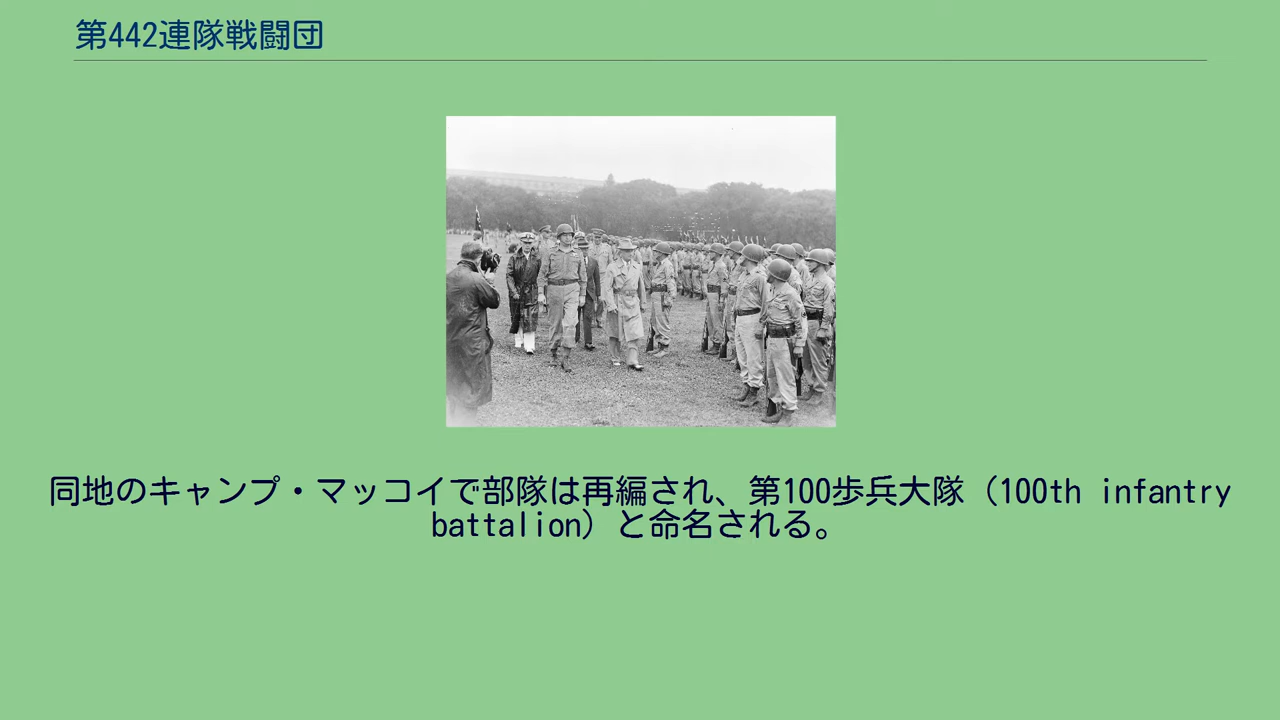 第442連隊戦闘団
同地のキャンプ・マッコイで部隊は再編され、第100歩兵大隊（100th infantry
battalion）と命名される。